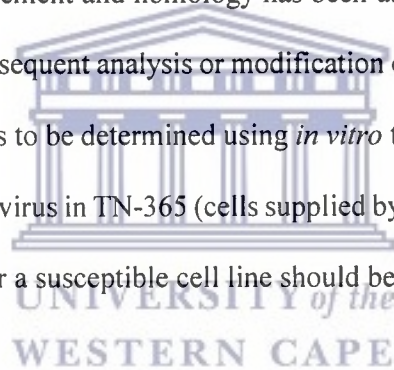 ement and homology has been
sequent analysis or modification
s to be determined using in vitro
virus in TN-365 (cells supplied by
r a susceptible cell line should be
UNIVERSITY of the
WESTERN CAPE